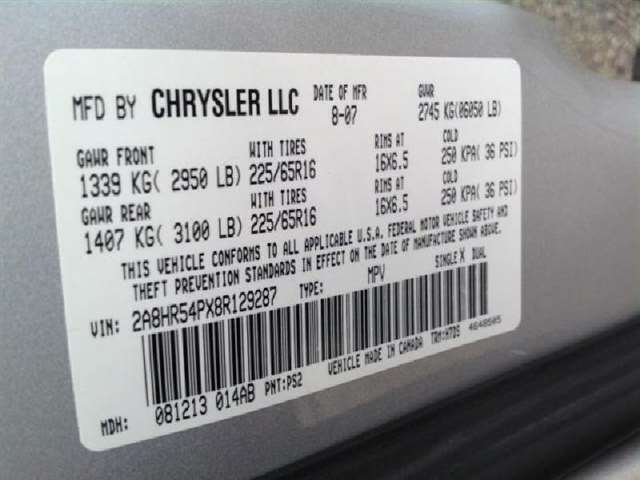 MFD BY CHRYSLER LLC DATE OF MFR 8-07 GVWR 2745 KG(06050 LB)
GAWR FRONT WITH TIRES RIMS AT COLD
1339 KG( 2950 LB) 225/65R16 16X6.5 250 KPA( 36 PSI)
GAWR REAR WITH TIRES RIMS AT COLD
1407 KG( 3100 LB) 225/65R16 16X6.5 250 KPA( 36 PSI)
THIS VEHICLE CONFORMS TO ALL APPLICABLE U.S.A. FEDERAL MOTOR VEHICLE SAFETY AND
THEFT PREVENTION STANDARDS IN EFFECT ON THE DATE OF MANUFACTURE SHOWN ABOVE.
VIN: 2A8HR54PX8R129287 TYPE: MPV SINGLE X DUAL
VEHICLE MADE IN CANADA TRM:H7DS
MDH: 081213 014AB PNT:PS2